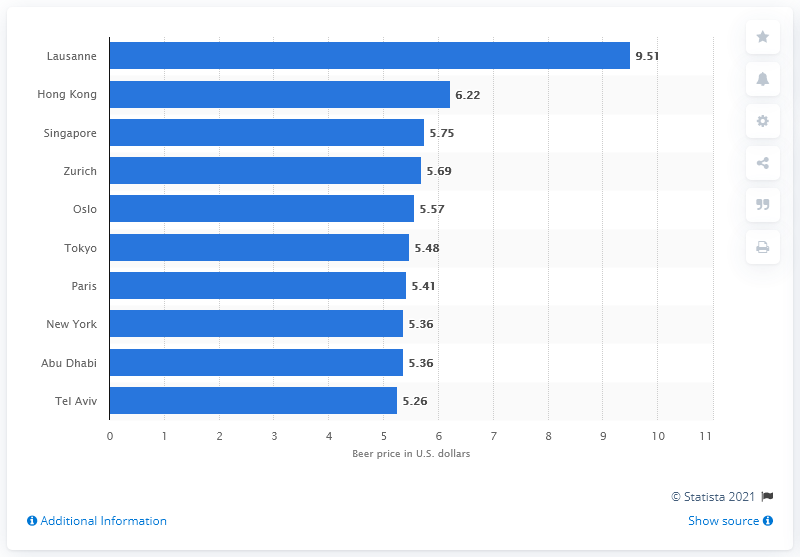 Lausanne 9.51
Hong Kong 6.22
Singapore 5.75
Zurich 5.69
Oslo 5.57
Tokyo 5.48
Paris 5.41
New York 5.36
Abu Dhabi 5.36
Tel Aviv 5.26
0 1 2 3 4 5 6 7 8 9 10 11
Beer price in U.S. dollars
© Statista 2021
Additional Information
Show source